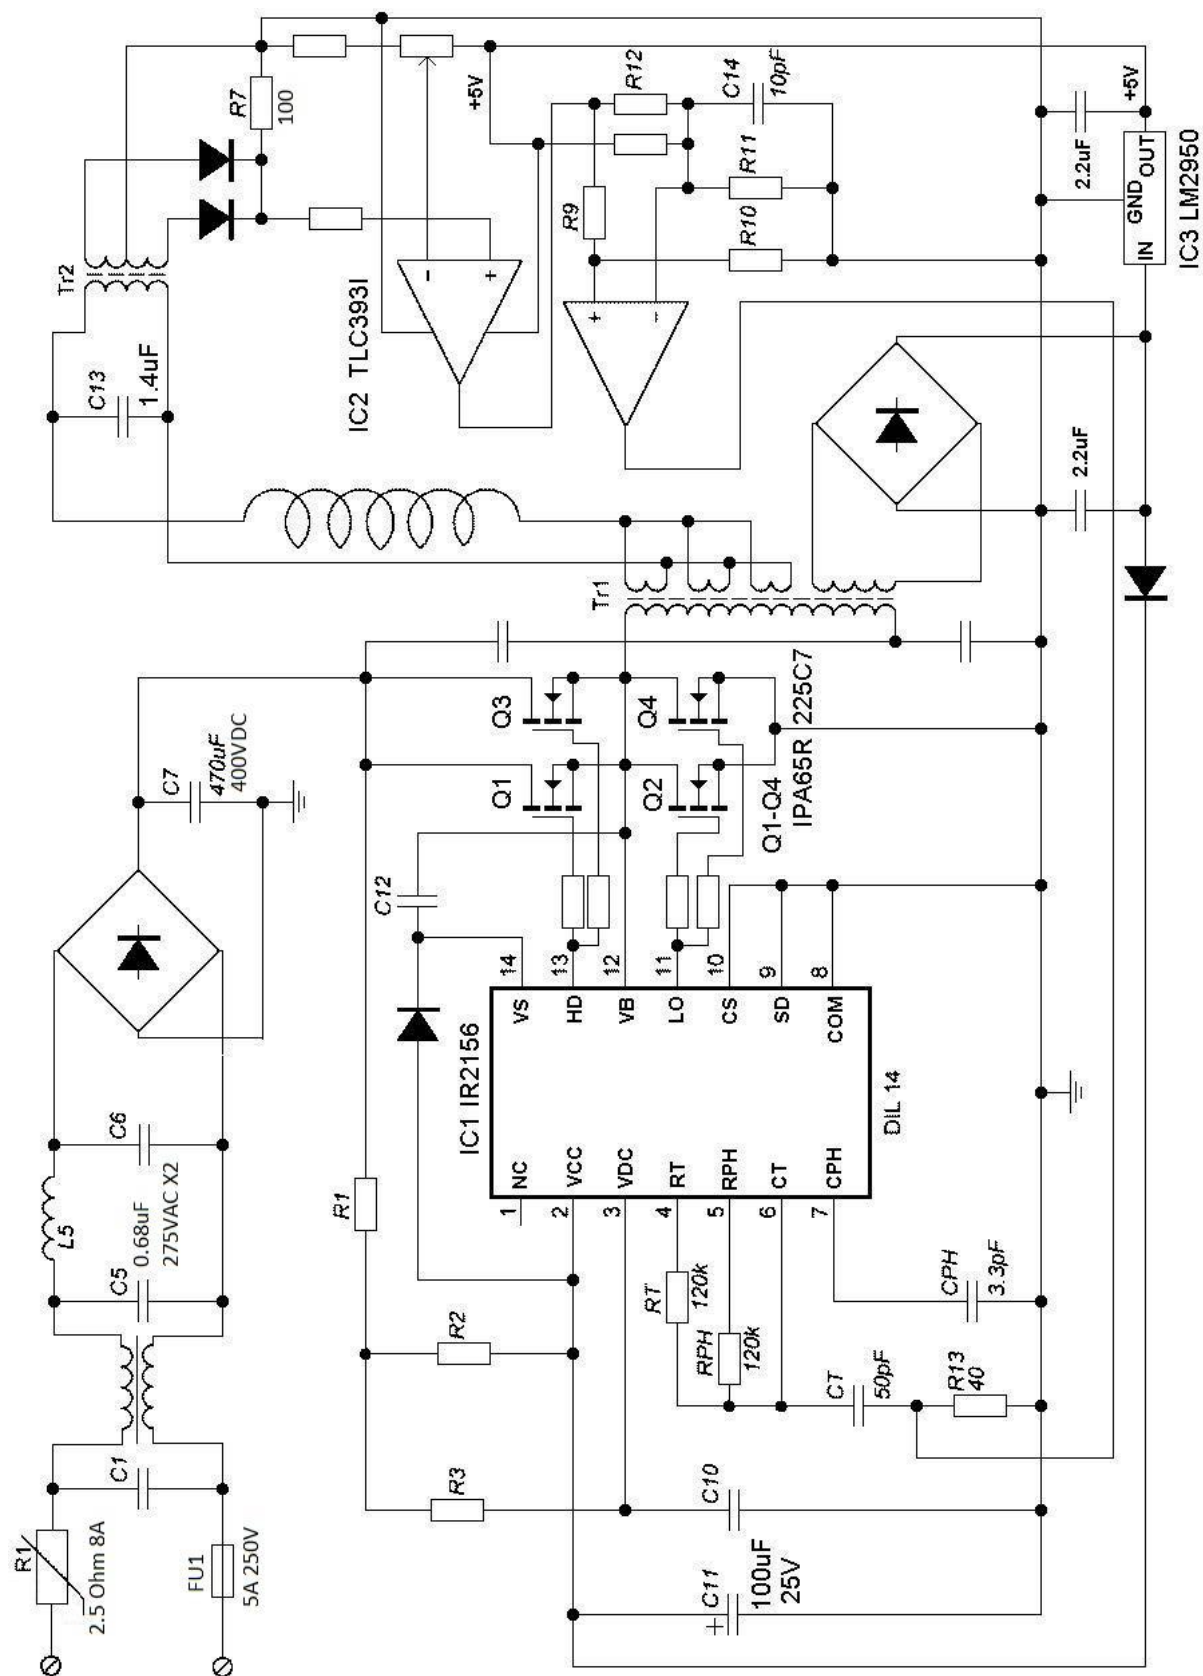 R1
2.5 Ohm 8A
FU1
5A 250V
C1
C5
0.68uF
275VAC X2
L5
C6
C7
470uF
400VDC
R1
R2
R3
C10
C11
+
100uF
25V
IC1 IR2156
NC
VCC
VDC
RT
RPH
CT
CPH
1
2
3
4
5
6
7
VS
HD
VB
LO
CS
SD
COM
14
13
12
11
10
9
8
DIL 14
RT
120k
RPH
120k
CT
50pF
R13
40
CPH
3.3pF
C12
Q1
Q3
Q2
Q4
Q1-Q4
IPA65R 225C7
Tr1
C13
1.4uF
Tr2
R7
100
IC2 TLC393I
-
+
+
-
+5V
R12
C14
10pF
R9
R11
R10
2.2uF
2.2uF
+5V
IN
GND
OUT
IC3 LM2950